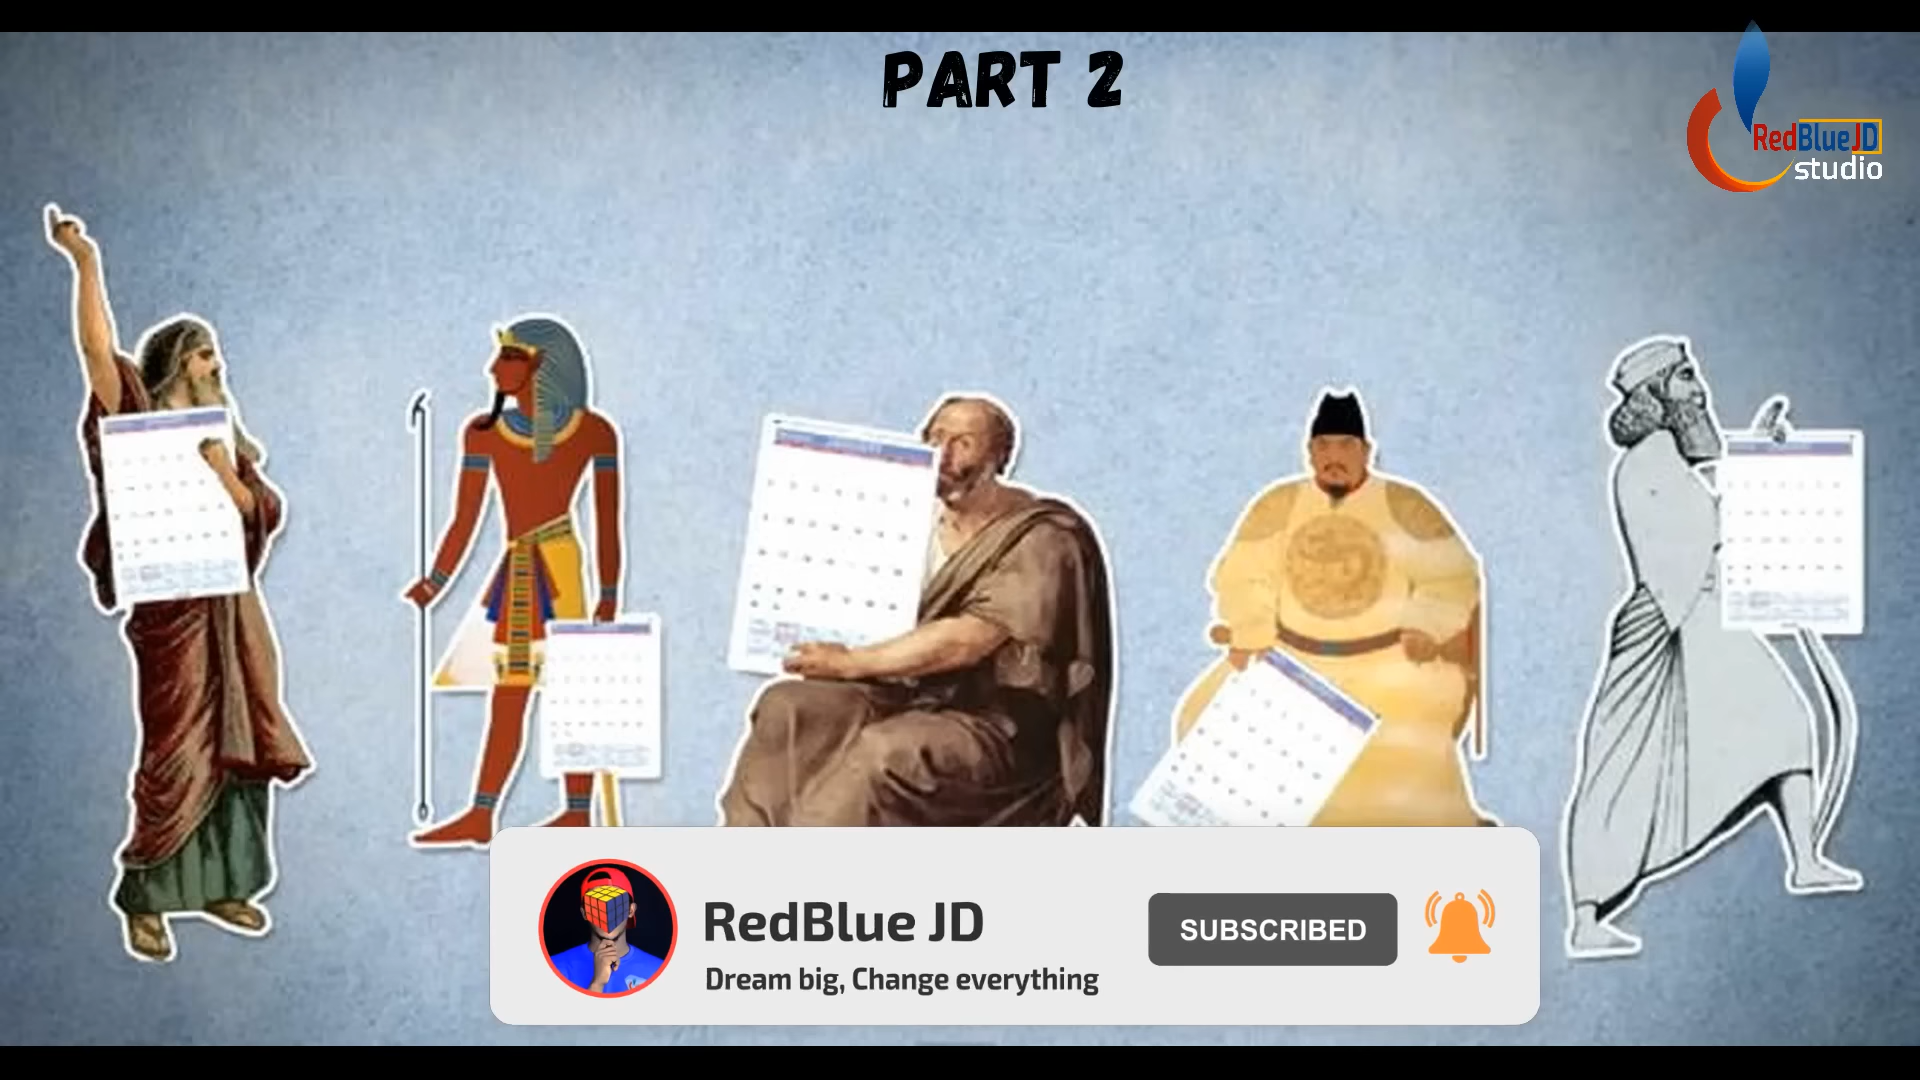 PART 2
RedBlueJD
studio
RedBlue JD
SUBSCRIBED
Dream big, Change everything